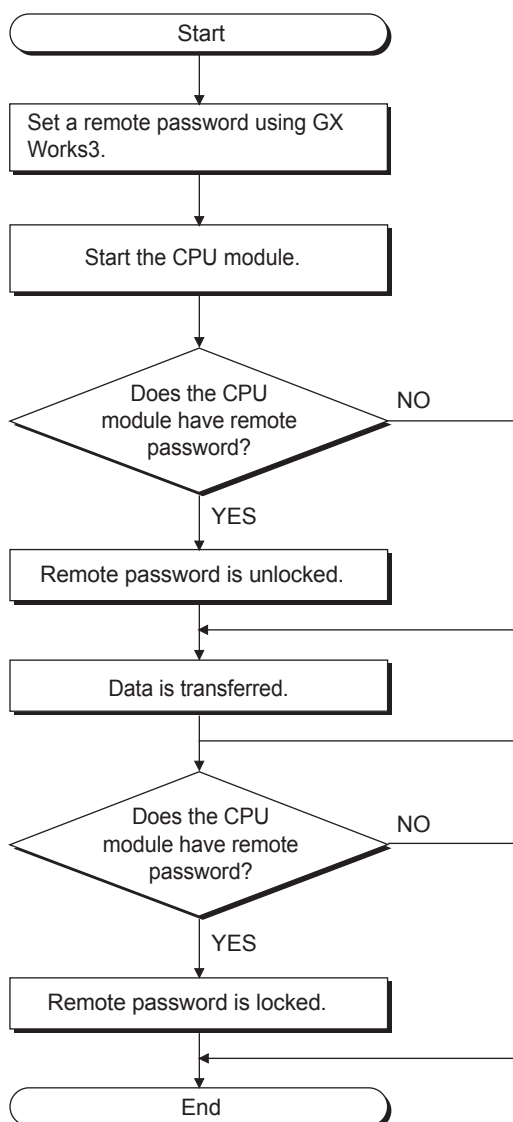 Start
Set a remote password using GX
Works3.
Start the CPU module.
Does the CPU
module have remote
password?
NO
YES
Remote password is unlocked.
Data is transferred.
Does the CPU
module have remote
password?
NO
YES
Remote password is locked.
End